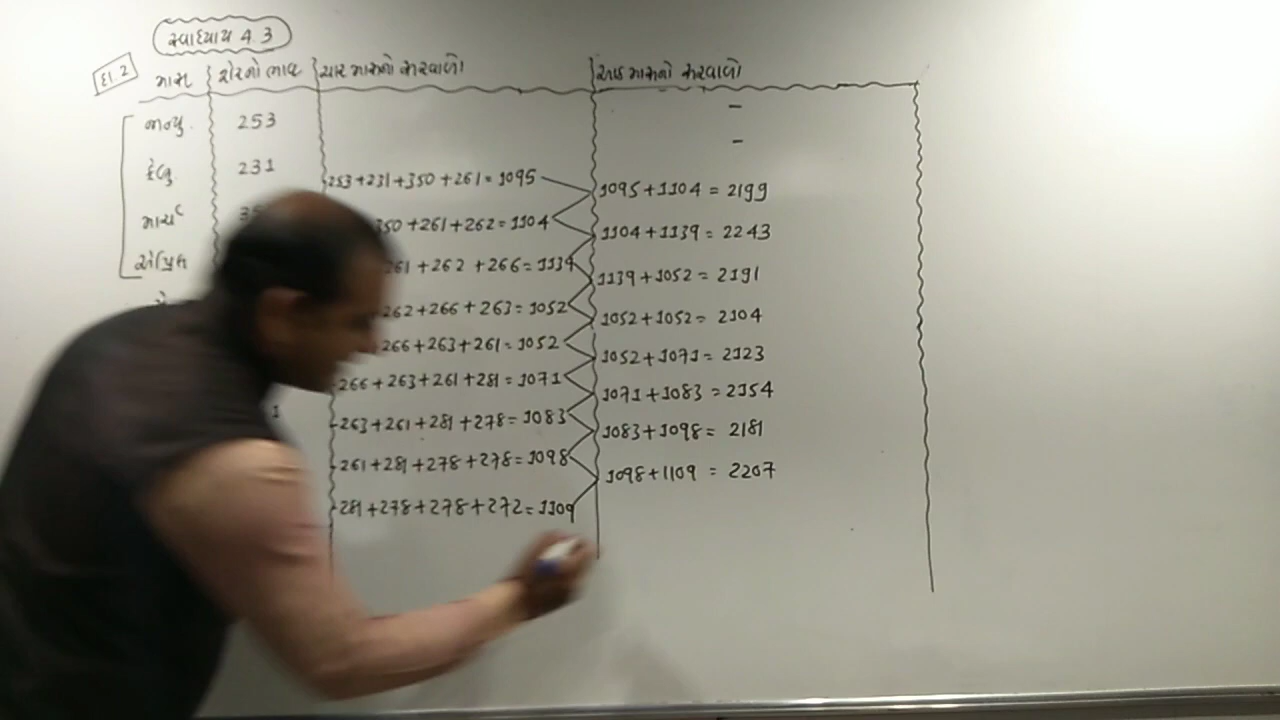 સ્વાધ્યાય 4.3
દા.2 માસ શેરનો ભાવ ચાર માસનો સરવાળો આઠ માસનો સરવાળો
જાન્યુ 253 -
ફેબ્રુ 231 -
253+231+350+261=1095 1095+1104=2199
માર્ચ 350+261+262=1104 1104+1139=2243
એપ્રિલ 261+262+266=1139 1139+1052=2191
262+266+263=1052 1052+1052=2104
266+263+261=1052 1052+1071=2123
266+263+261+281=1071 1071+1083=2154
263+261+281+278=1083 1083+1098=2181
261+281+278+278=1098 1098+1109=2207
281+278+278+272=1109